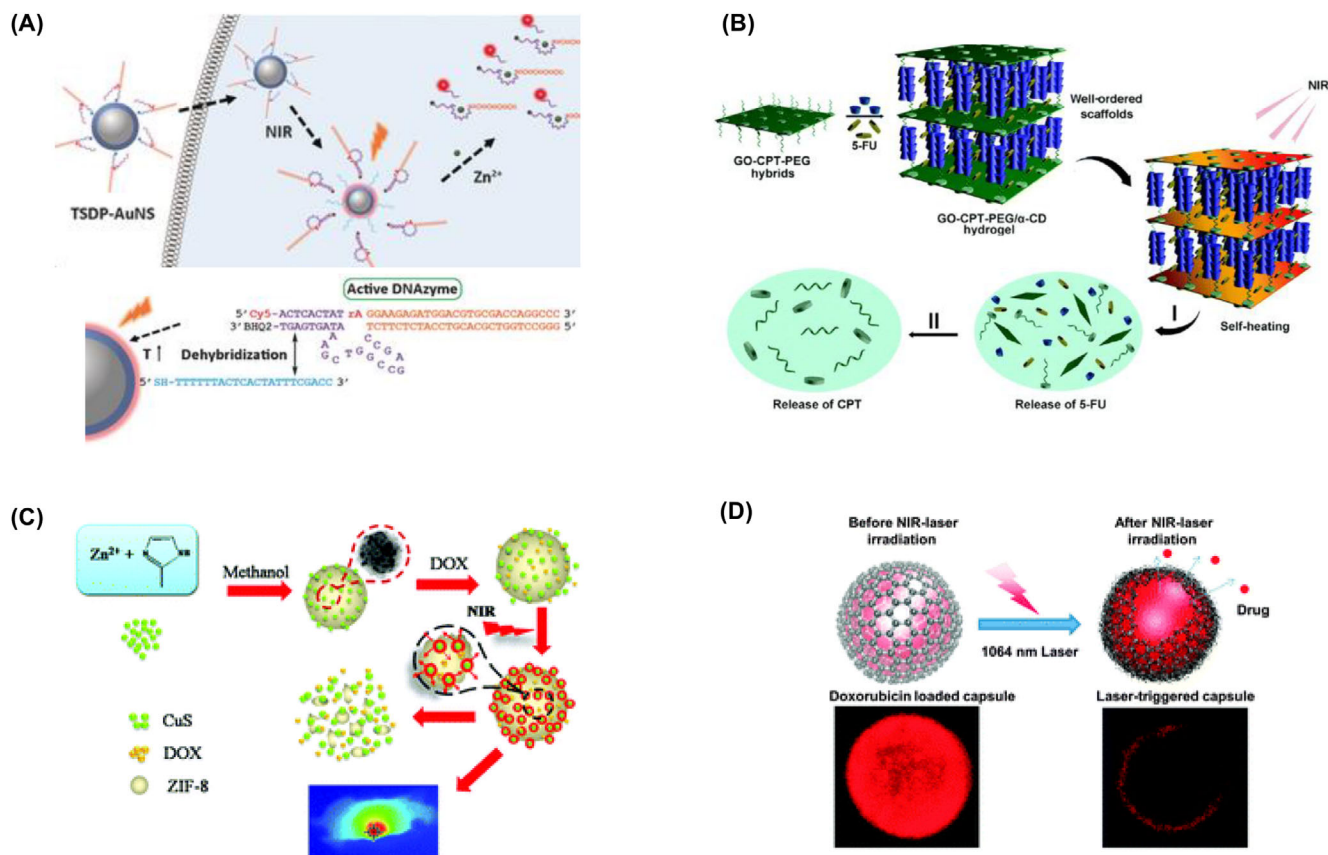 (A)
TSDP-AuNS
NIR
Zn²⁺
Active DNAzyme
5' Cy5-ACTCACTAT rA GGAAGAGATGGACGTGCGACCAGGCCC 3'
3' BHQ2-TGAGTGATA TCTTCTCTACCTGCACGCTGGTCCGGG 5'
T ↑
Dehybridization
5' SH-TTTTTTACTCACTATTTCGACC 3'
(B)
GO-CPT-PEG
hybrids
5-FU
Well-ordered
scaffolds
NIR
GO-CPT-PEG/α-CD
hydrogel
Self-heating
I
II
Release of CPT
Release of 5-FU
(C)
Zn²⁺ +
Methanol
DOX
NIR
CuS
DOX
ZIF-8
(D)
Before NIR-laser
irradiation
After NIR-laser
irradiation
Drug
1064 nm Laser
Doxorubicin loaded capsule
Laser-triggered capsule